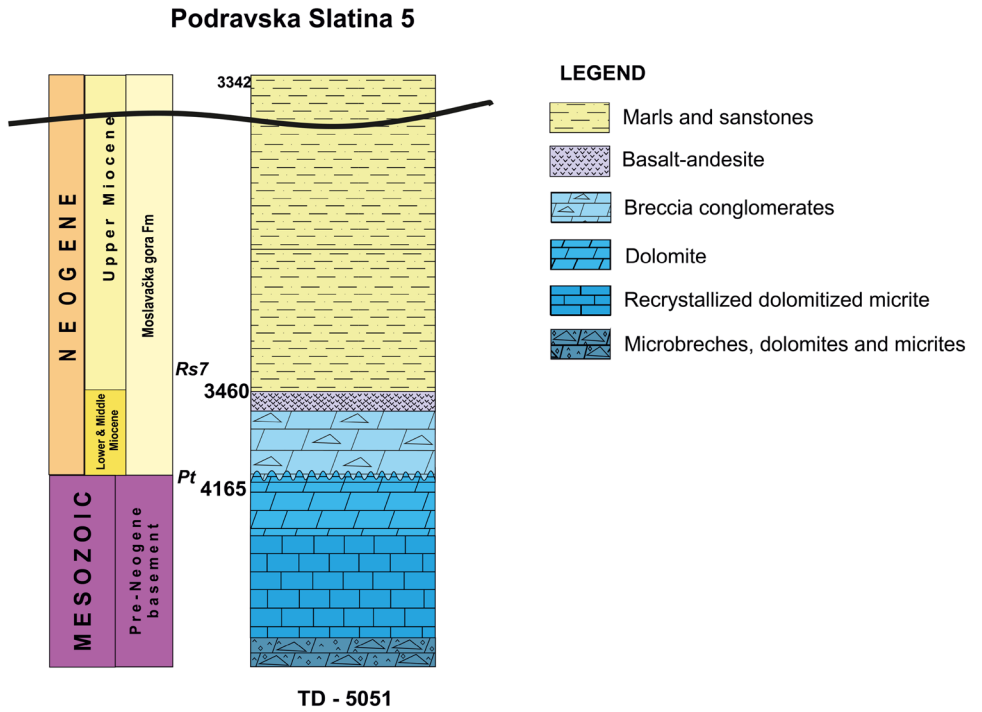 Podravska Slatina 5
3342
NEOGENE
Upper Miocene
Moslavačka gora Fm
Rs7
3460
Lower & Middle
Miocene
Pt
4165
MESOZOIC
Pre-Neogene
basement
TD - 5051
LEGEND
Marls and sanstones
Basalt-andesite
Breccia conglomerates
Dolomite
Recrystallized dolomitized micrite
Microbreches, dolomites and micrites